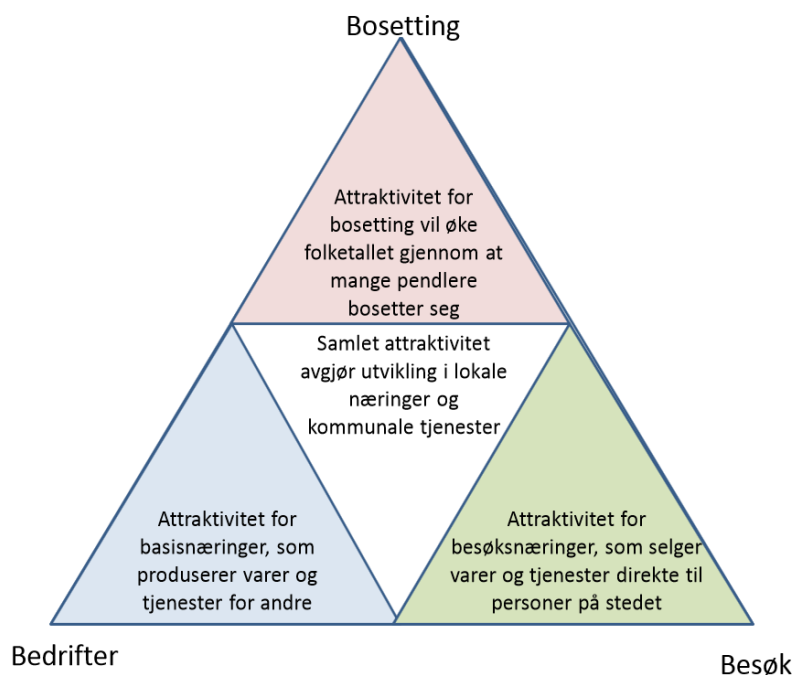 Bosetting
Attraktivitet for
bosetting vil øke
folketallet gjennom at
mange pendlere
bosetter seg
Samlet attraktivitet
avgjør utvikling i lokale
næringer og
kommunale tjenester
Attraktivitet for
basisnæringer, som
produserer varer og
tjenester for andre
Attraktivitet for
besøksnæringer, som selger
varer og tjenester direkte til
personer på stedet
Bedrifter
Besøk